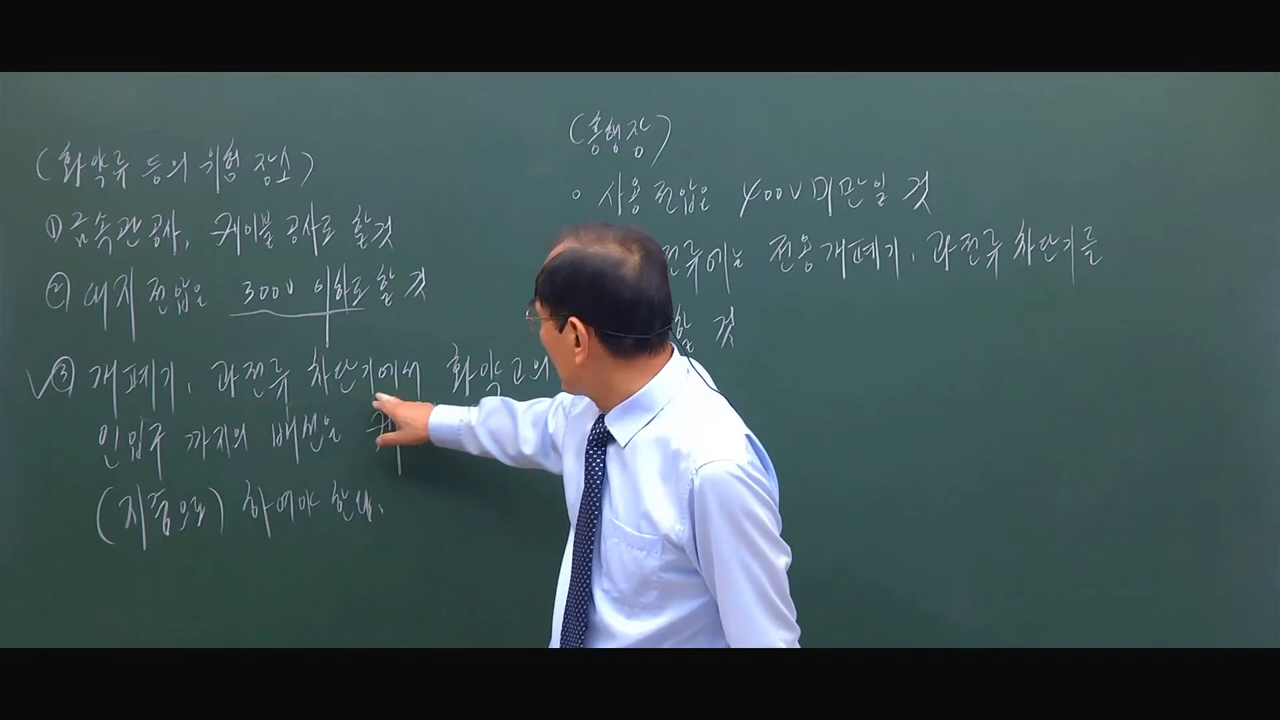 (화약류 등의 위험 장소)
① 금속관 공사, 케이블 공사로 할 것
② 대지 전압은 300V 이하로 할 것
✓③ 개폐기, 과전류 차단기에서 화약고의
인입구 까지의 배선은
(지중으로) 하여야 한다.
(흥행장)
○ 사용 전압은 400V 미만일 것
전류에는 전용개폐기, 과전류 차단기를
할 것